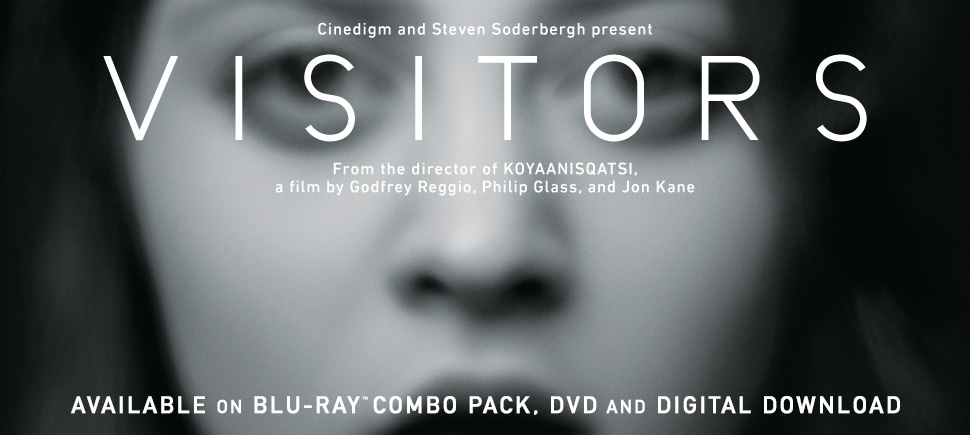 Cinedigm and Steven Soderbergh present
VISITORS
From the director of KOYAANISQATSI,
a film by Godfrey Reggio, Philip Glass, and Jon Kane
AVAILABLE ON BLU-RAY™ COMBO PACK, DVD AND DIGITAL DOWNLOAD